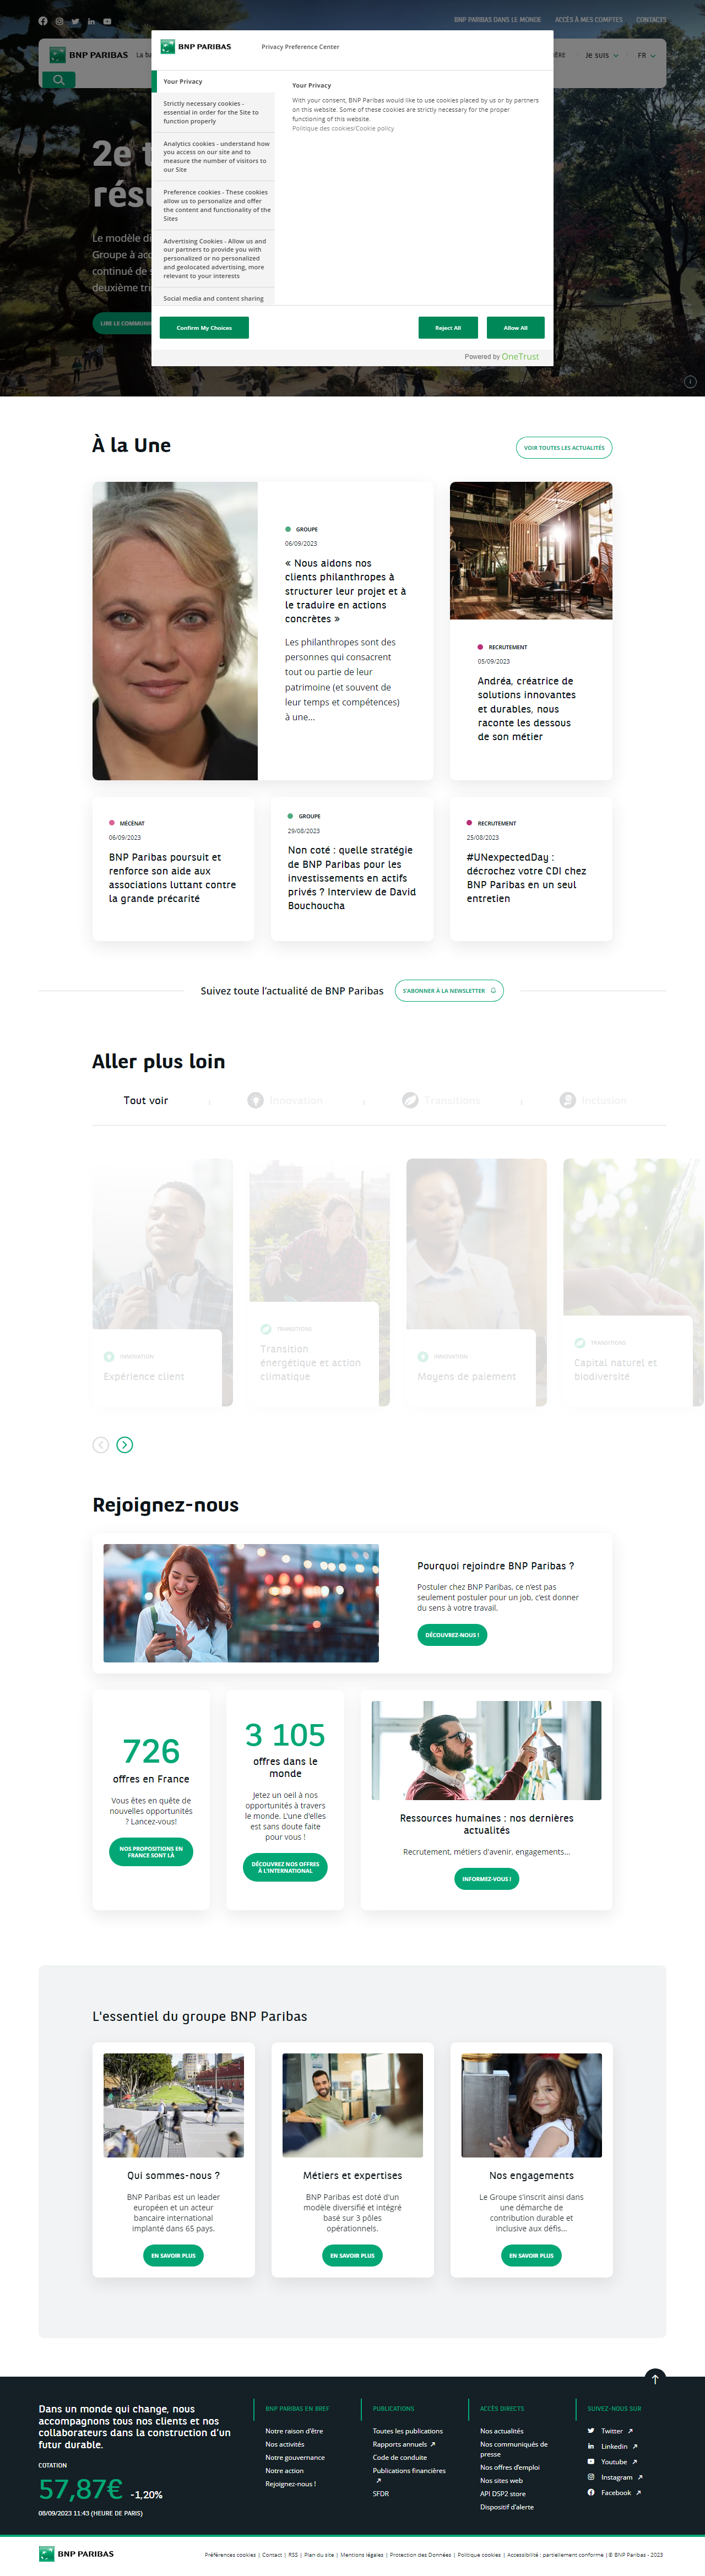 BNP PARIBAS DANS LE MONDE
ACCÈS À MES COMPTES
CONTACTS
BNP PARIBAS
La ba
IÈRE
Je suis
FR
BNP PARIBAS
Privacy Preference Center
Your Privacy
Strictly necessary cookies -
essential in order for the Site to
function properly
Analytics cookies - understand how
you access on our site and to
measure the number of visitors to
our Site
Preference cookies - These cookies
allow us to personalize and offer
the content and functionality of the
Sites
Advertising Cookies - Allow us and
our partners to provide you with
personalized or no personalized
and geolocated advertising, more
relevant to your interests
Social media and content sharing
Your Privacy
With your consent, BNP Paribas would like to use cookies placed by us or by partners
on this website. Some of these cookies are strictly necessary for the proper
functioning of this website.
Politique des cookies/Cookie policy
Confirm My Choices
Reject All
Allow All
Powered by OneTrust
2e t
résu
Le modèle di
Groupe à acc
continué de s
deuxième tri
LIRE LE COMMUNI
À la Une
VOIR TOUTES LES ACTUALITÉS
GROUPE
06/09/2023
« Nous aidons nos
clients philanthropes à
structurer leur projet et à
le traduire en actions
concrètes »
Les philanthropes sont des
personnes qui consacrent
tout ou partie de leur
patrimoine (et souvent de
leur temps et compétences)
à une...
RECRUTEMENT
05/09/2023
Andréa, créatrice de
solutions innovantes
et durables, nous
raconte les dessous
de son métier
MÉCÉNAT
06/09/2023
BNP Paribas poursuit et
renforce son aide aux
associations luttant contre
la grande précarité
GROUPE
29/08/2023
Non coté : quelle stratégie
de BNP Paribas pour les
investissements en actifs
privés ? Interview de David
Bouchoucha
RECRUTEMENT
25/08/2023
#UNexpectedDay :
décrochez votre CDI chez
BNP Paribas en un seul
entretien
Suivez toute l'actualité de BNP Paribas
S'ABONNER À LA NEWSLETTER
Aller plus loin
Tout voir
Innovation
Transitions
Inclusion
INNOVATION
Expérience client
TRANSITIONS
Transition
énergétique et action
climatique
INNOVATION
Moyens de paiement
TRANSITIONS
Capital naturel et
biodiversité
Rejoignez-nous
Pourquoi rejoindre BNP Paribas ?
Postuler chez BNP Paribas, ce n'est pas
seulement postuler pour un job, c'est donner
du sens à votre travail.
DÉCOUVREZ-NOUS !
726
offres en France
Vous êtes en quête de
nouvelles opportunités
? Lancez-vous!
NOS PROPOSITIONS EN
FRANCE SONT LÀ
3 105
offres dans le
monde
Jetez un oeil à nos
opportunités à travers
le monde. L'une d'elles
est sans doute faite
pour vous !
DÉCOUVREZ NOS OFFRES
À L'INTERNATIONAL
Ressources humaines : nos dernières
actualités
Recrutement, métiers d'avenir, engagements...
INFORMEZ-VOUS !
L'essentiel du groupe BNP Paribas
Qui sommes-nous ?
BNP Paribas est un leader
européen et un acteur
bancaire international
implanté dans 65 pays.
EN SAVOIR PLUS
Métiers et expertises
BNP Paribas est doté d'un
modèle diversifié et intégré
basé sur 3 pôles
opérationnels.
EN SAVOIR PLUS
Nos engagements
Le Groupe s'inscrit ainsi dans
une démarche de
contribution durable et
inclusive aux défis...
EN SAVOIR PLUS
Dans un monde qui change, nous
accompagnons tous nos clients et nos
collaborateurs dans la construction d'un
futur durable.
COTATION
57,87€ -1,20%
08/09/2023 11:43 (HEURE DE PARIS)
BNP PARIBAS EN BREF
Notre raison d'être
Nos activités
Notre gouvernance
Notre action
Rejoignez-nous !
PUBLICATIONS
Toutes les publications
Rapports annuels
Code de conduite
Publications financières
SFDR
ACCÈS DIRECTS
Nos actualités
Nos communiqués de
presse
Nos offres d'emploi
Nos sites web
API DSP2 store
Dispositif d'alerte
SUIVEZ-NOUS SUR
Twitter
Linkedin
Youtube
Instagram
Facebook
BNP PARIBAS
Préférences cookies | Contact | RSS | Plan du site | Mentions légales | Protection des Données | Politique cookies | Accessibilité : partiellement conforme | © BNP Paribas - 2023